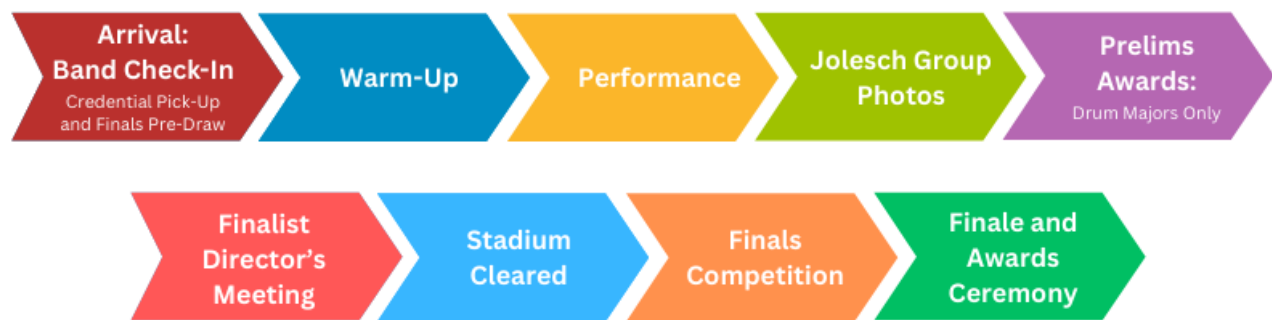 Arrival:
Band Check-In
Credential Pick-Up
and Finals Pre-Draw
Warm-Up
Performance
Jolesch Group
Photos
Prelims
Awards:
Drum Majors Only
Finalist
Director's
Meeting
Stadium
Cleared
Finals
Competition
Finale and
Awards
Ceremony